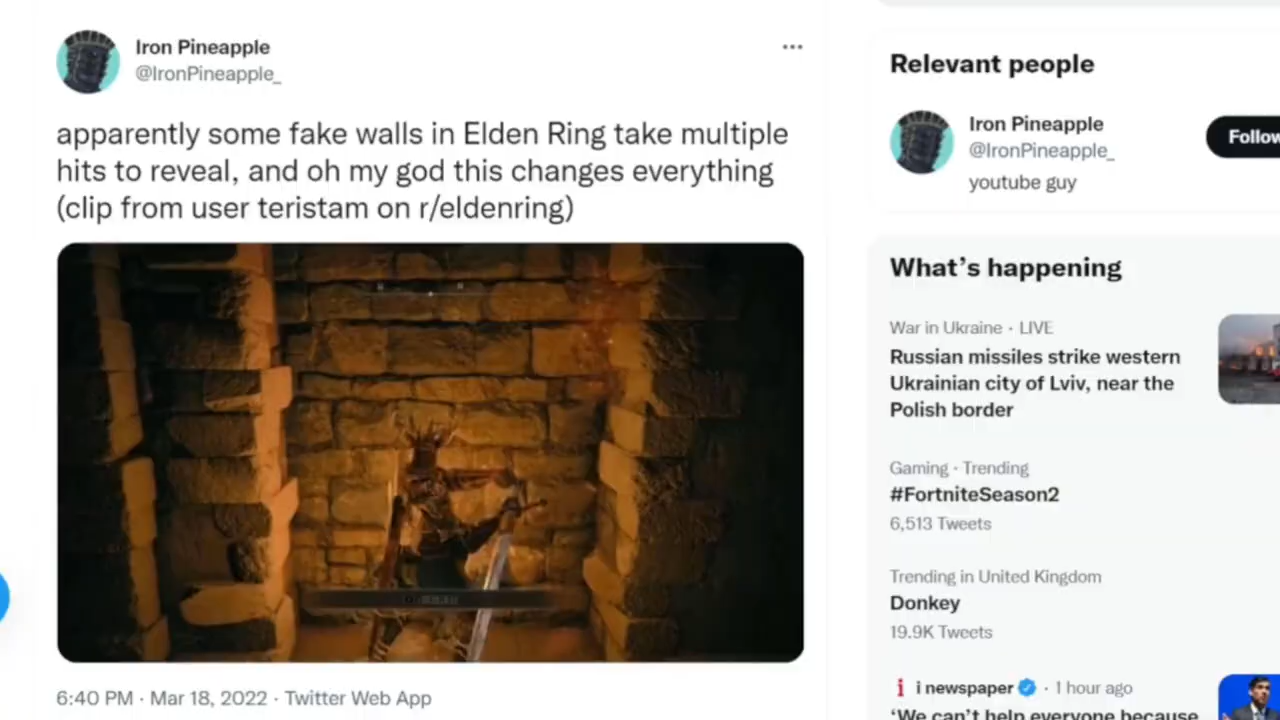 Iron Pineapple
@IronPineapple_
apparently some fake walls in Elden Ring take multiple
hits to reveal, and oh my god this changes everything
(clip from user teristam on r/eldenring)
6:40 PM · Mar 18, 2022 · Twitter Web App
Relevant people
Iron Pineapple
@IronPineapple_
Follow
youtube guy
What's happening
War in Ukraine · LIVE
Russian missiles strike western
Ukrainian city of Lviv, near the
Polish border
Gaming · Trending
#FortniteSeason2
6,513 Tweets
Trending in United Kingdom
Donkey
19.9K Tweets
i newspaper · 1 hour ago
‘We can’t help everyone because